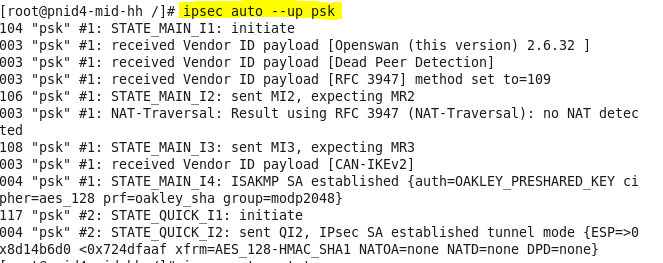 [root@pnid4-mid-hh /]# ipsec auto --up psk
104 "psk" #1: STATE_MAIN_I1: initiate
003 "psk" #1: received Vendor ID payload [Openswan (this version) 2.6.32 ]
003 "psk" #1: received Vendor ID payload [Dead Peer Detection]
003 "psk" #1: received Vendor ID payload [RFC 3947] method set to=109
106 "psk" #1: STATE_MAIN_I2: sent MI2, expecting MR2
003 "psk" #1: NAT-Traversal: Result using RFC 3947 (NAT-Traversal): no NAT detec
ted
108 "psk" #1: STATE_MAIN_I3: sent MI3, expecting MR3
003 "psk" #1: received Vendor ID payload [CAN-IKEv2]
004 "psk" #1: STATE_MAIN_I4: ISAKMP SA established {auth=OAKLEY_PRESHARED_KEY ci
pher=aes_128 prf=oakley_sha group=modp2048}
117 "psk" #2: STATE_QUICK_I1: initiate
004 "psk" #2: STATE_QUICK_I2: sent QI2, IPsec SA established tunnel mode {ESP=>0
x8d14b6d0 <0x724dfaaf xfrm=AES_128-HMAC_SHA1 NATOA=none NATD=none DPD=none}